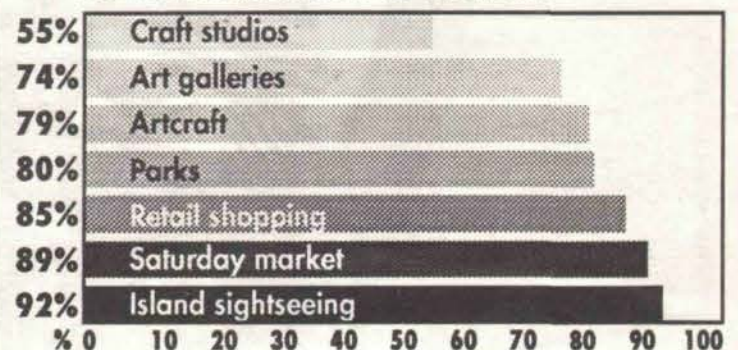 55% Craft studios
74% Art galleries
79% Artcraft
80% Parks
85% Retail shopping
89% Saturday market
92% Island sightseeing
% 0 10 20 30 40 50 60 70 80 90 100